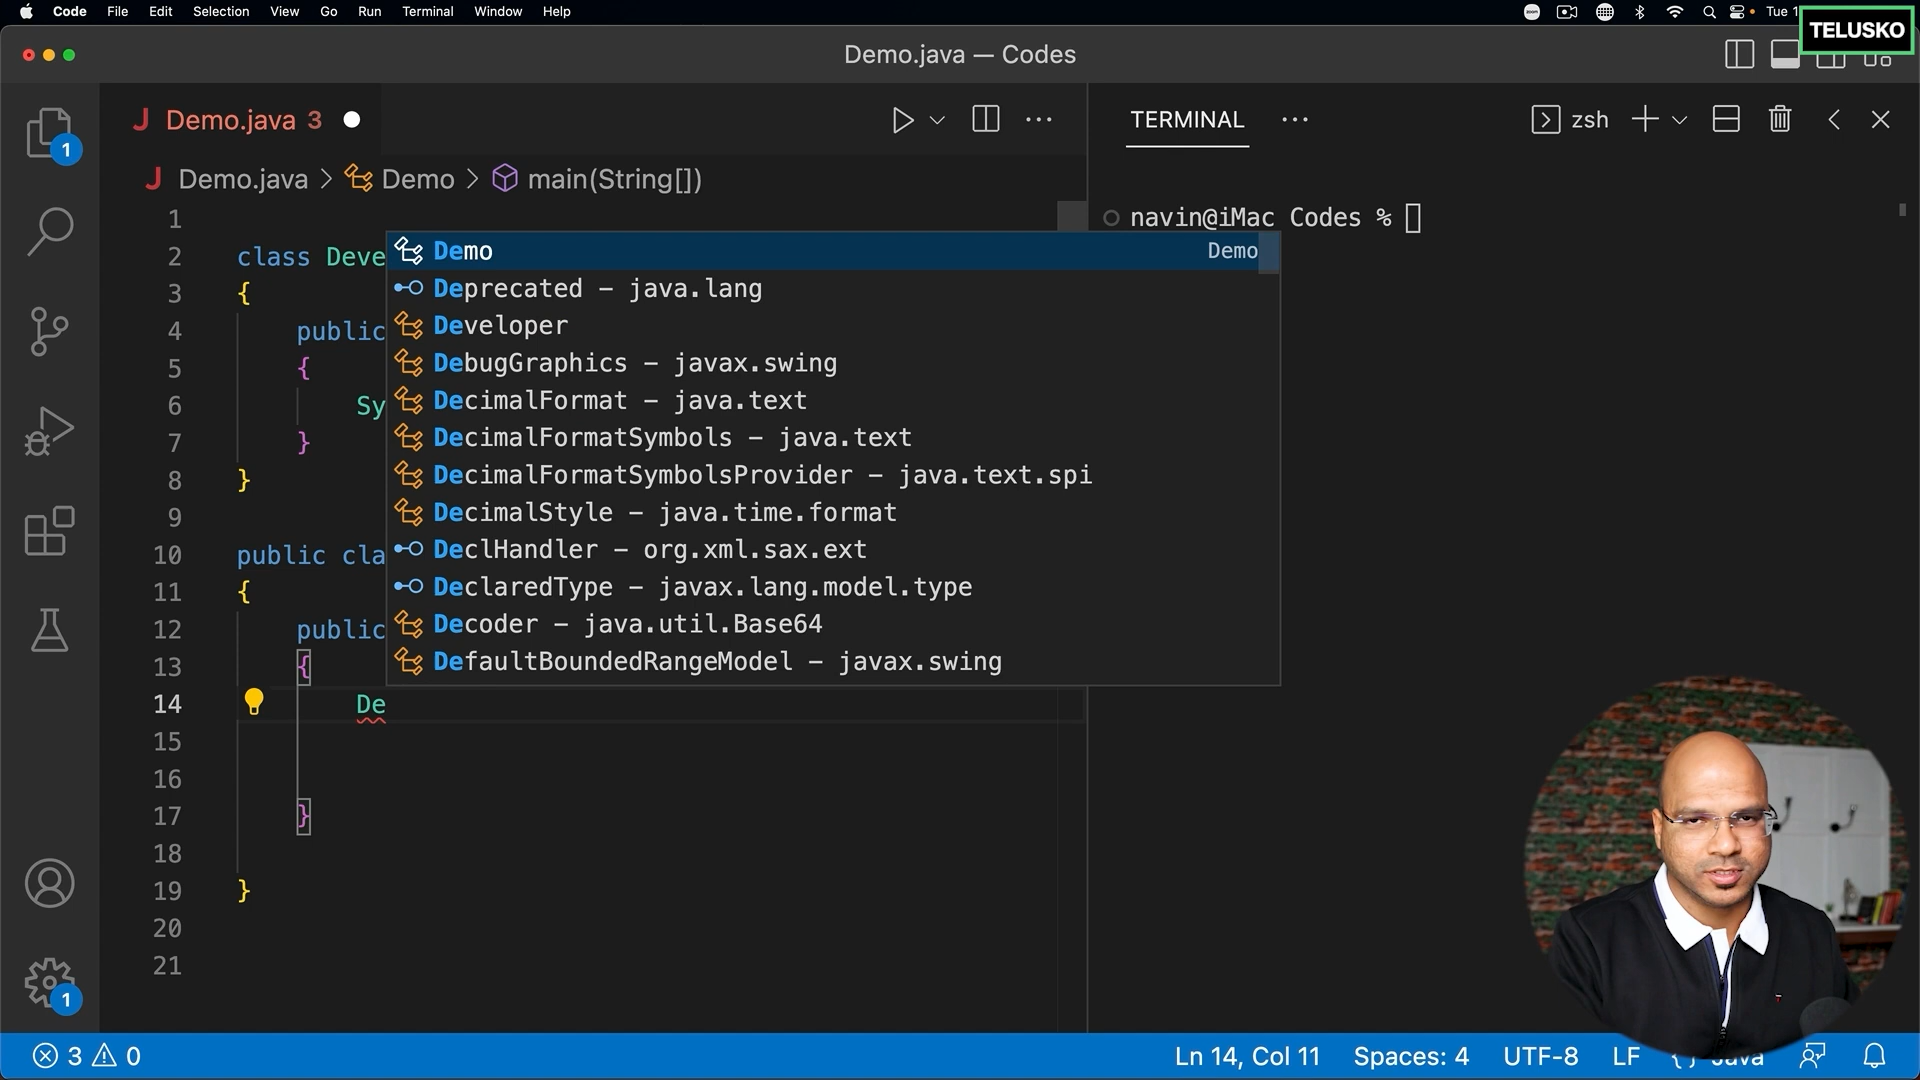 Code File Edit Selection View Go Run Terminal Window Help
zoom Tue 1
TELUSKO
Demo.java — Codes
J Demo.java 3
TERMINAL
zsh
1
J Demo.java > Demo > main(String[])
navin@iMac Codes %
1
2 class Deve
3 {
4 public
5 {
6 Sy
7 }
8 }
9
10 public cla
11 {
12 public
13 {
14 De
15
16
17 }
18
19 }
20
21
Demo Demo
Deprecated – java.lang
Developer
DebugGraphics – javax.swing
DecimalFormat – java.text
DecimalFormatSymbols – java.text
DecimalFormatSymbolsProvider – java.text.spi
DecimalStyle – java.time.format
DeclHandler – org.xml.sax.ext
DeclaredType – javax.lang.model.type
Decoder – java.util.Base64
DefaultBoundedRangeModel – javax.swing
1
3 0
Ln 14, Col 11 Spaces: 4 UTF-8 LF { } Java